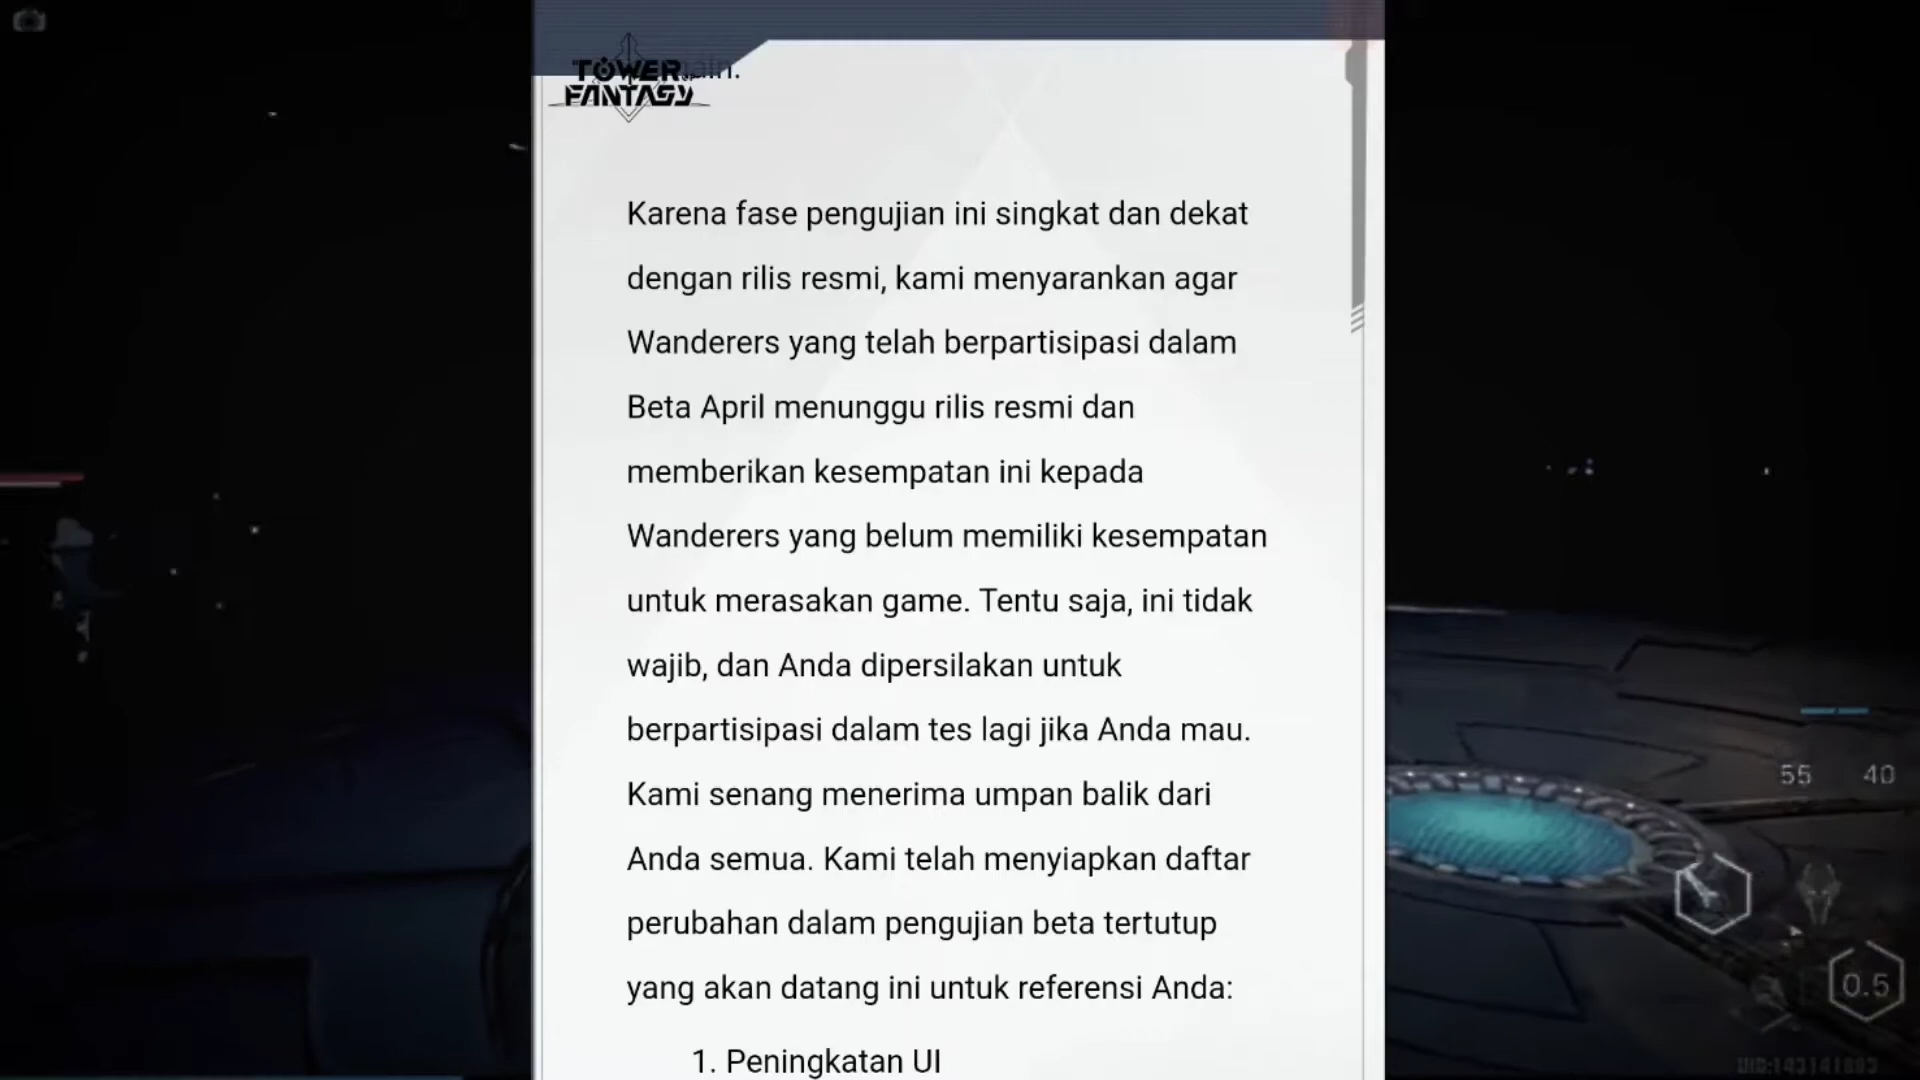 TOWER
FANTASY
Karena fase pengujian ini singkat dan dekat
dengan rilis resmi, kami menyarankan agar
Wanderers yang telah berpartisipasi dalam
Beta April menunggu rilis resmi dan
memberikan kesempatan ini kepada
Wanderers yang belum memiliki kesempatan
untuk merasakan game. Tentu saja, ini tidak
wajib, dan Anda dipersilakan untuk
berpartisipasi dalam tes lagi jika Anda mau.
Kami senang menerima umpan balik dari
Anda semua. Kami telah menyiapkan daftar
perubahan dalam pengujian beta tertutup
yang akan datang ini untuk referensi Anda:
1. Peningkatan UI
55 40
0.5